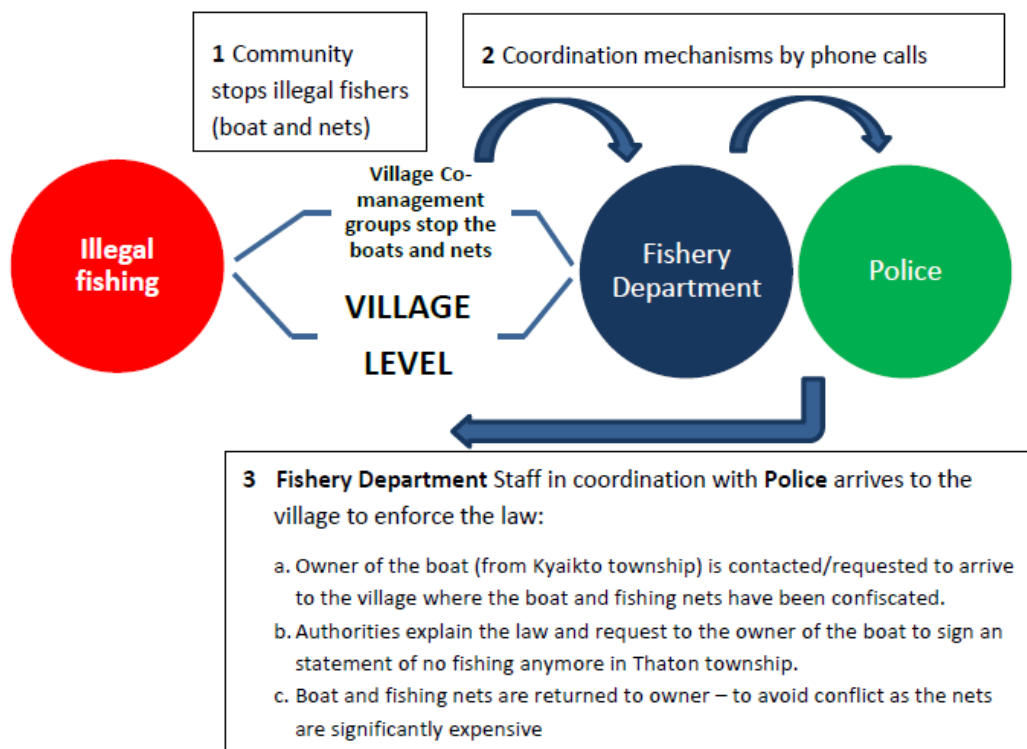 1 Community
stops illegal fishers
(boat and nets)
2 Coordination mechanisms by phone calls
Illegal
fishing
Village Co-
management
groups stop the
boats and nets
VILLAGE
LEVEL
Fishery
Department
Police
3 Fishery Department Staff in coordination with Police arrives to the
village to enforce the law:
a. Owner of the boat (from Kyaikto township) is contacted/requested to arrive
to the village where the boat and fishing nets have been confiscated.
b. Authorities explain the law and request to the owner of the boat to sign an
statement of no fishing anymore in Thaton township.
c. Boat and fishing nets are returned to owner – to avoid conflict as the nets
are significantly expensive